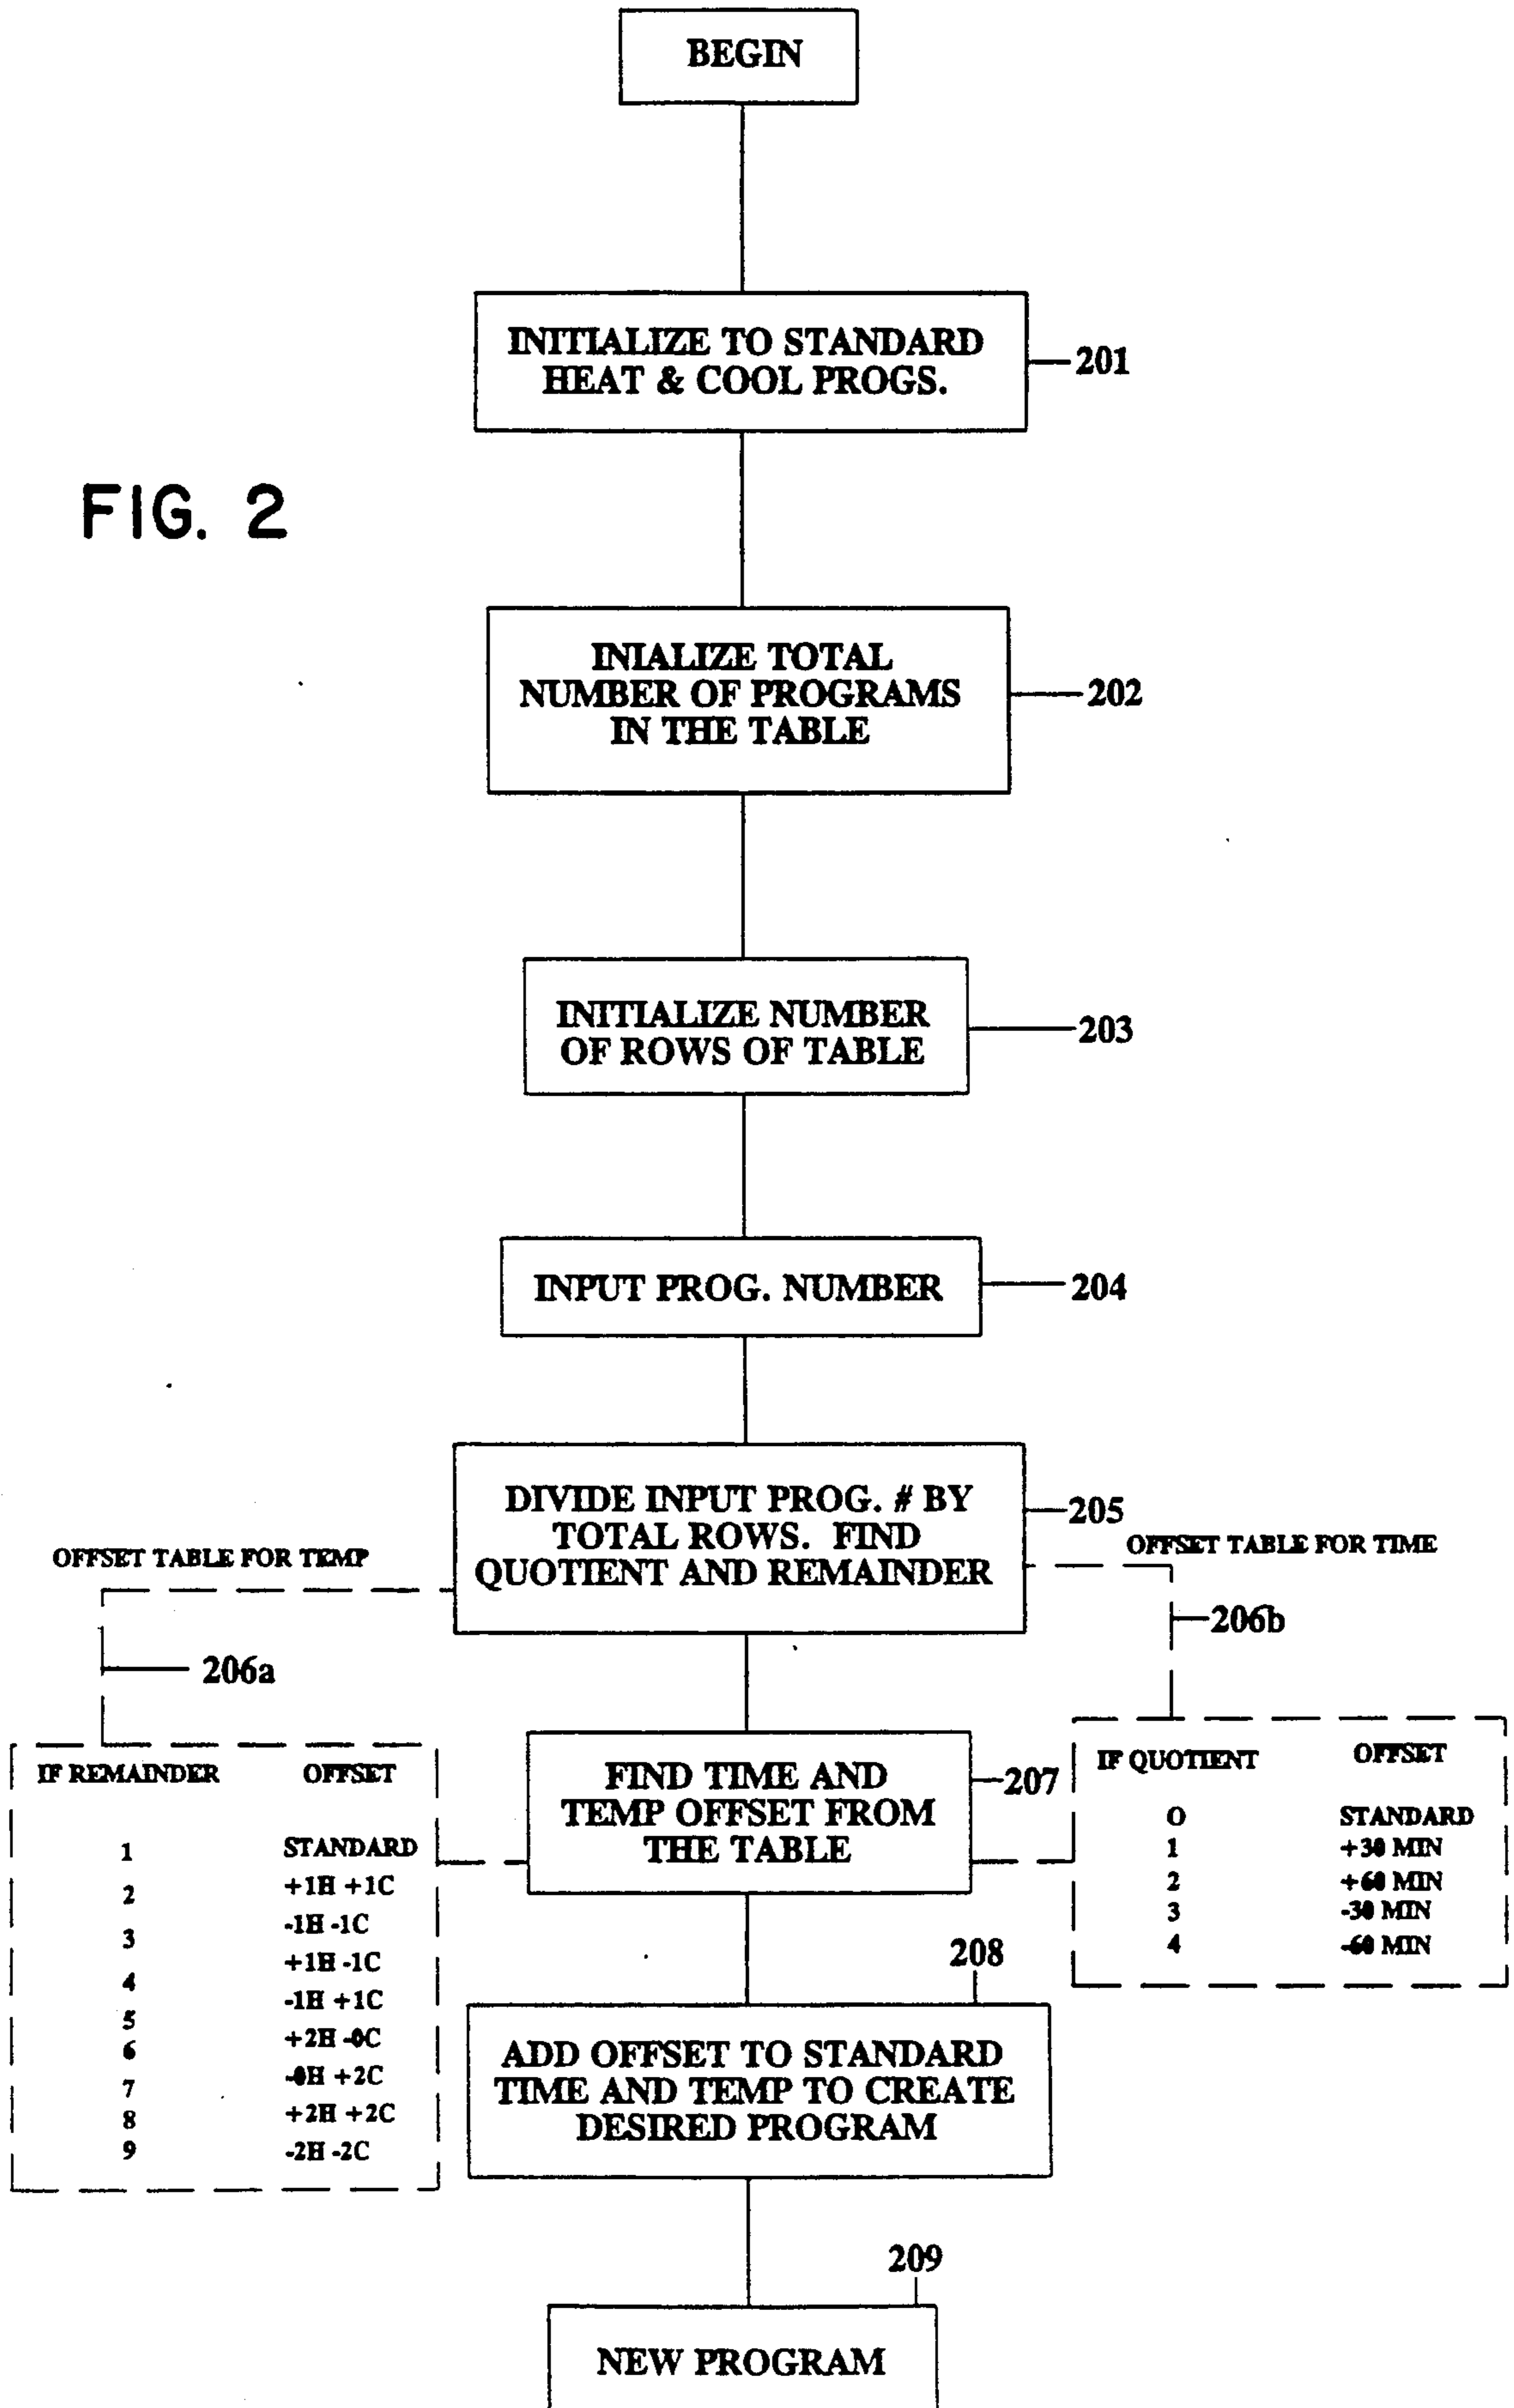 BEGIN
INITIALIZE TO STANDARD
HEAT & COOL PROGS.
201
FIG. 2
INIALIZE TOTAL
NUMBER OF PROGRAMS
IN THE TABLE
202
INITIALIZE NUMBER
OF ROWS OF TABLE
203
INPUT PROG. NUMBER
204
DIVIDE INPUT PROG. # BY
TOTAL ROWS. FIND
QUOTIENT AND REMAINDER
205
OFFSET TABLE FOR TEMP
206a
OFFSET TABLE FOR TIME
206b
IF REMAINDER OFFSET
1 STANDARD
2 +1H +1C
3 -1H -1C
4 +1H -1C
5 -1H +1C
6 +2H -0C
7 -0H +2C
8 +2H +2C
9 -2H -2C
FIND TIME AND
TEMP OFFSET FROM
THE TABLE
207
IF QUOTIENT OFFSET
O STANDARD
1 +30 MIN
2 +60 MIN
3 -30 MIN
4 -60 MIN
208
ADD OFFSET TO STANDARD
TIME AND TEMP TO CREATE
DESIRED PROGRAM
209
NEW PROGRAM